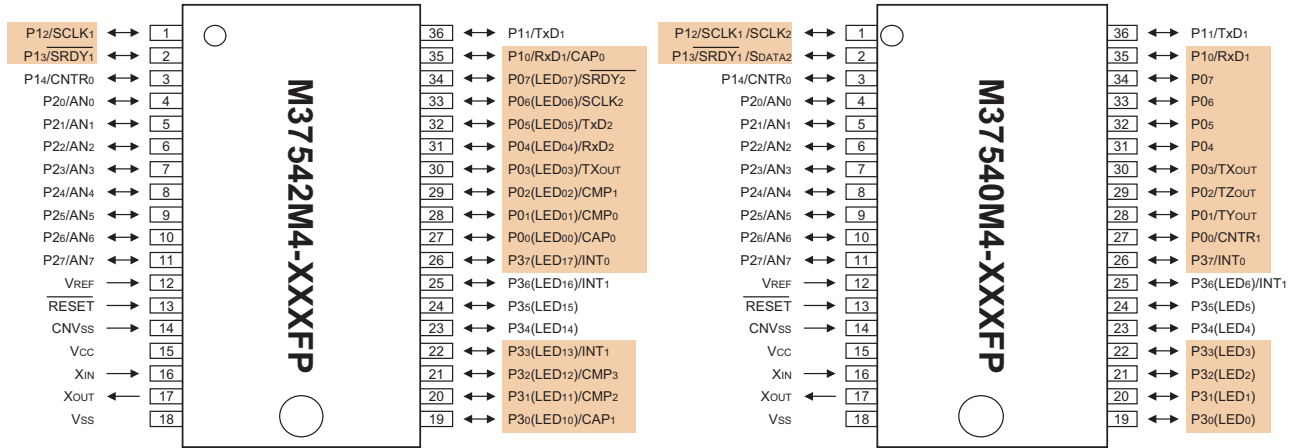 P12/SCLK1 1 36 P11/TxD1
P13/SRDY1 2 35 P10/RxD1/CAP0
P14/CNTR0 3 34 P07(LED07)/SRDY2
P20/AN0 4 33 P06(LED06)/SCLK2
P21/AN1 5 32 P05(LED05)/TxD2
P22/AN2 6 31 P04(LED04)/RxD2
P23/AN3 7 30 P03(LED03)/TXOUT
P24/AN4 8 29 P02(LED02)/CMP1
P25/AN5 9 28 P01(LED01)/CMP0
P26/AN6 10 27 P00(LED00)/CAP0
P27/AN7 11 26 P37(LED17)/INT0
VREF 12 25 P36(LED16)/INT1
RESET 13 24 P35(LED15)
CNVSS 14 23 P34(LED14)
VCC 15 22 P33(LED13)/INT1
XIN 16 21 P32(LED12)/CMP3
XOUT 17 20 P31(LED11)/CMP2
VSS 18 19 P30(LED10)/CAP1
M37542M4-XXXFP
P12/SCLK1/SCLK2 1 36 P11/TxD1
P13/SRDY1/SDATA2 2 35 P10/RxD1
P14/CNTR0 3 34 P07
P20/AN0 4 33 P06
P21/AN1 5 32 P05
P22/AN2 6 31 P04
P23/AN3 7 30 P03/TXOUT
P24/AN4 8 29 P02/TZOUT
P25/AN5 9 28 P01/TYOUT
P26/AN6 10 27 P00/CNTR1
P27/AN7 11 26 P37/INT0
VREF 12 25 P36(LED6)/INT1
RESET 13 24 P35(LED5)
CNVSS 14 23 P34(LED4)
VCC 15 22 P33(LED3)
XIN 16 21 P32(LED2)
XOUT 17 20 P31(LED1)
VSS 18 19 P30(LED0)
M37540M4-XXXFP